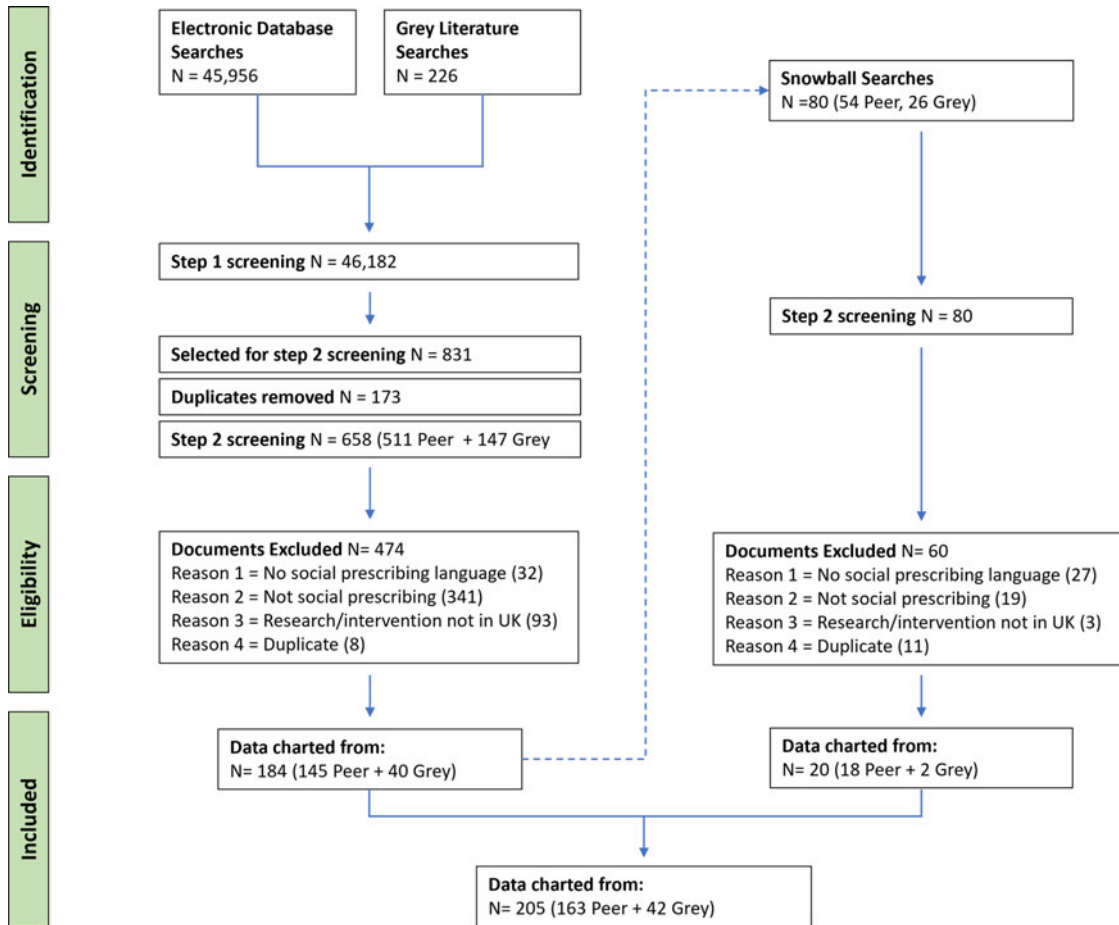 Identification
Electronic Database
Searches
N = 45,956
Grey Literature
Searches
N = 226
Snowball Searches
N =80 (54 Peer, 26 Grey)
Screening
Step 1 screening N = 46,182
Selected for step 2 screening N = 831
Duplicates removed N = 173
Step 2 screening N = 658 (511 Peer  + 147 Grey
Step 2 screening N = 80
Eligibility
Documents Excluded N= 474
Reason 1 = No social prescribing language (32)
Reason 2 = Not social prescribing (341)
Reason 3 = Research/intervention not in UK (93)
Reason 4 = Duplicate (8)
Documents Excluded N= 60
Reason 1 = No social prescribing language (27)
Reason 2 = Not social prescribing (19)
Reason 3 = Research/intervention not in UK (3)
Reason 4 = Duplicate (11)
Included
Data charted from:
N= 184 (145 Peer + 40 Grey)
Data charted from:
N= 20 (18 Peer + 2 Grey)
Data charted from:
N= 205 (163 Peer + 42 Grey)